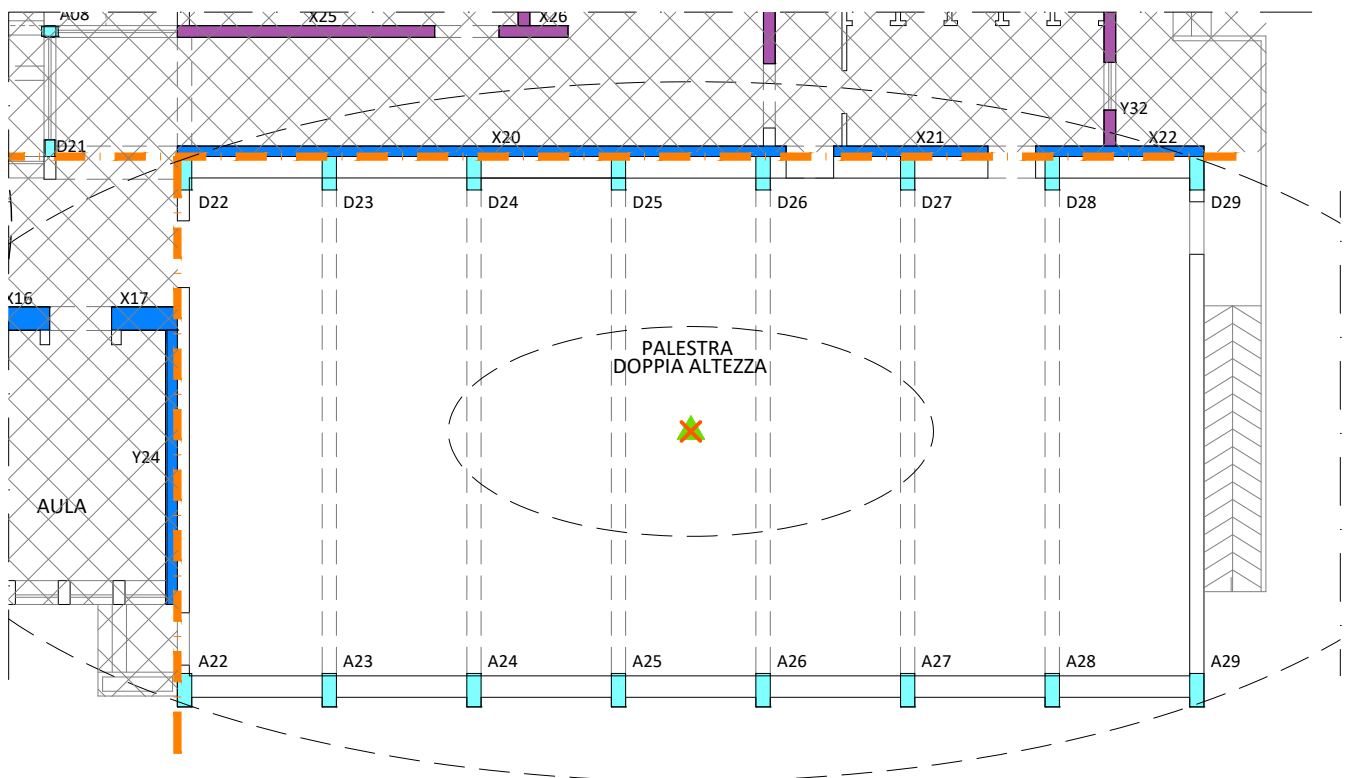 A08
X25
X26
Y32
D21
X20
X21
X22
D22
D23
D24
D25
D26
D27
D28
D29
X16
X17
PALESTRA
DOPPIA ALTEZZA
Y24
AULA
A22
A23
A24
A25
A26
A27
A28
A29